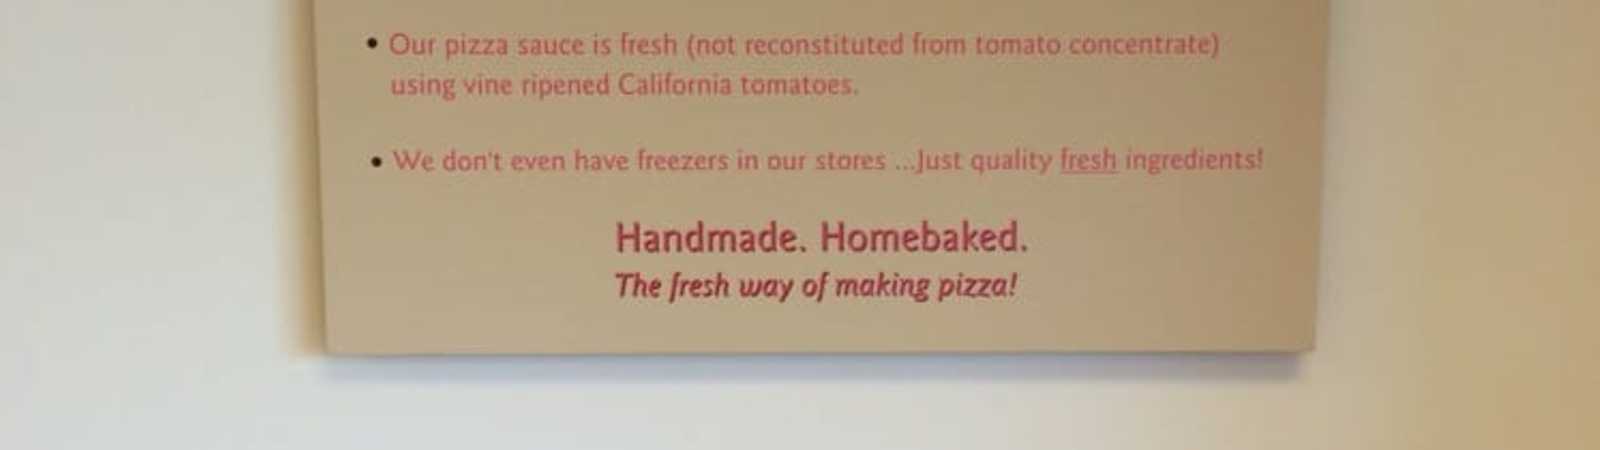 • Our pizza sauce is fresh (not reconstituted from tomato concentrate)
using vine ripened California tomatoes.
• We don't even have freezers in our stores ...Just quality fresh ingredients!
Handmade. Homebaked.
The fresh way of making pizza!